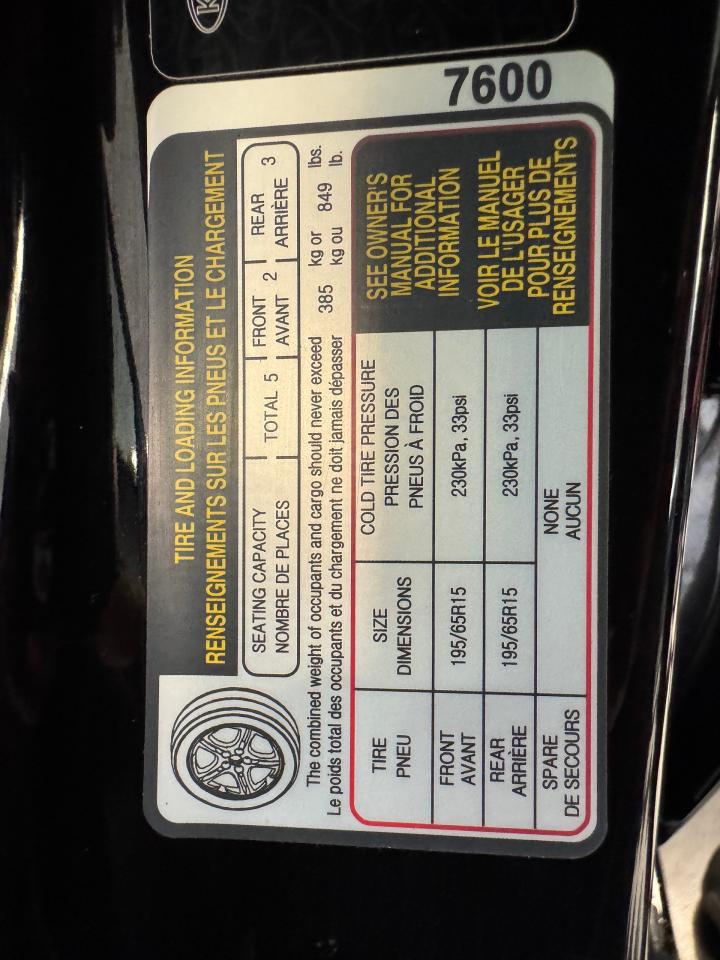 7600
TIRE AND LOADING INFORMATION
RENSEIGNEMENTS SUR LES PNEUS ET LE CHARGEMENT
SEATING CAPACITY
NOMBRE DE PLACES
TOTAL 5
FRONT
AVANT
2
REAR
ARRIÈRE
3
The combined weight of occupants and cargo should never exceed 385 kg or 849 lbs.
Le poids total des occupants et du chargement ne doit jamais dépasser kg ou lb.
TIRE
PNEU
SIZE
DIMENSIONS
COLD TIRE PRESSURE
PRESSION DES
PNEUS À FROID
FRONT
AVANT
195/65R15
230kPa, 33psi
REAR
ARRIÈRE
195/65R15
230kPa, 33psi
SPARE
DE SECOURS
NONE
AUCUN
SEE OWNER'S
MANUAL FOR
ADDITIONAL
INFORMATION
VOIR LE MANUEL
DE L'USAGER
POUR PLUS DE
RENSEIGNEMENTS